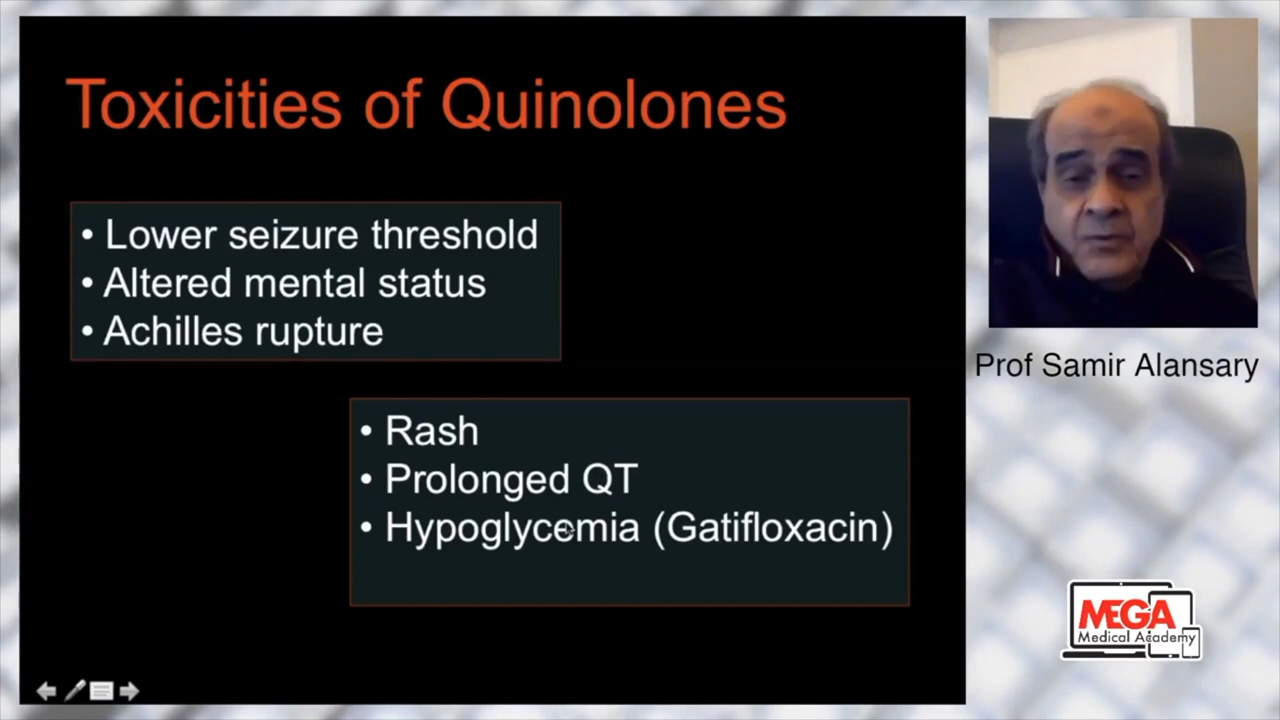 Toxicities of Quinolones
• Lower seizure threshold
• Altered mental status
• Achilles rupture
• Rash
• Prolonged QT
• Hypoglycemia (Gatifloxacin)
Prof Samir Alansary
MEGA
Medical Academy